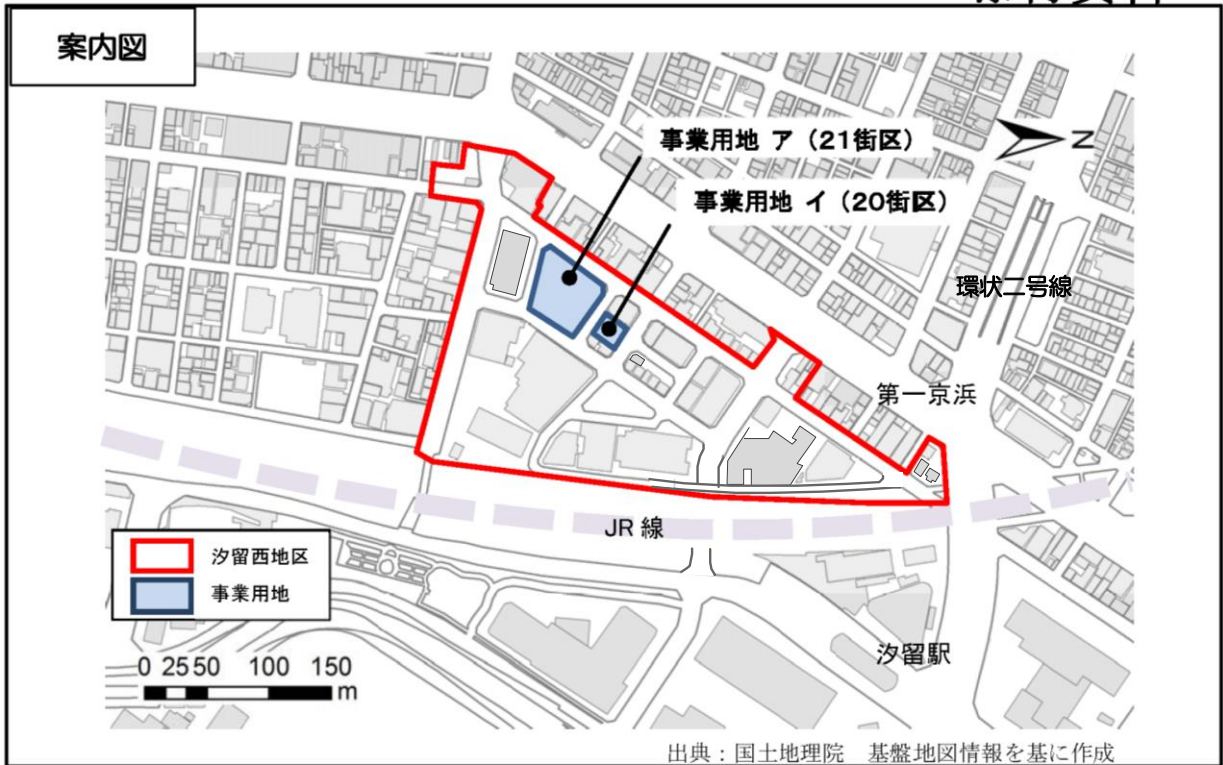 案内図
事業用地 ア（21街区）
事業用地 イ（20街区）
N
環状二号線
第一京浜
JR 線
汐留西地区
事業用地
汐留駅
0 25 50 100 150
m
出典：国土地理院 基盤地図情報を基に作成